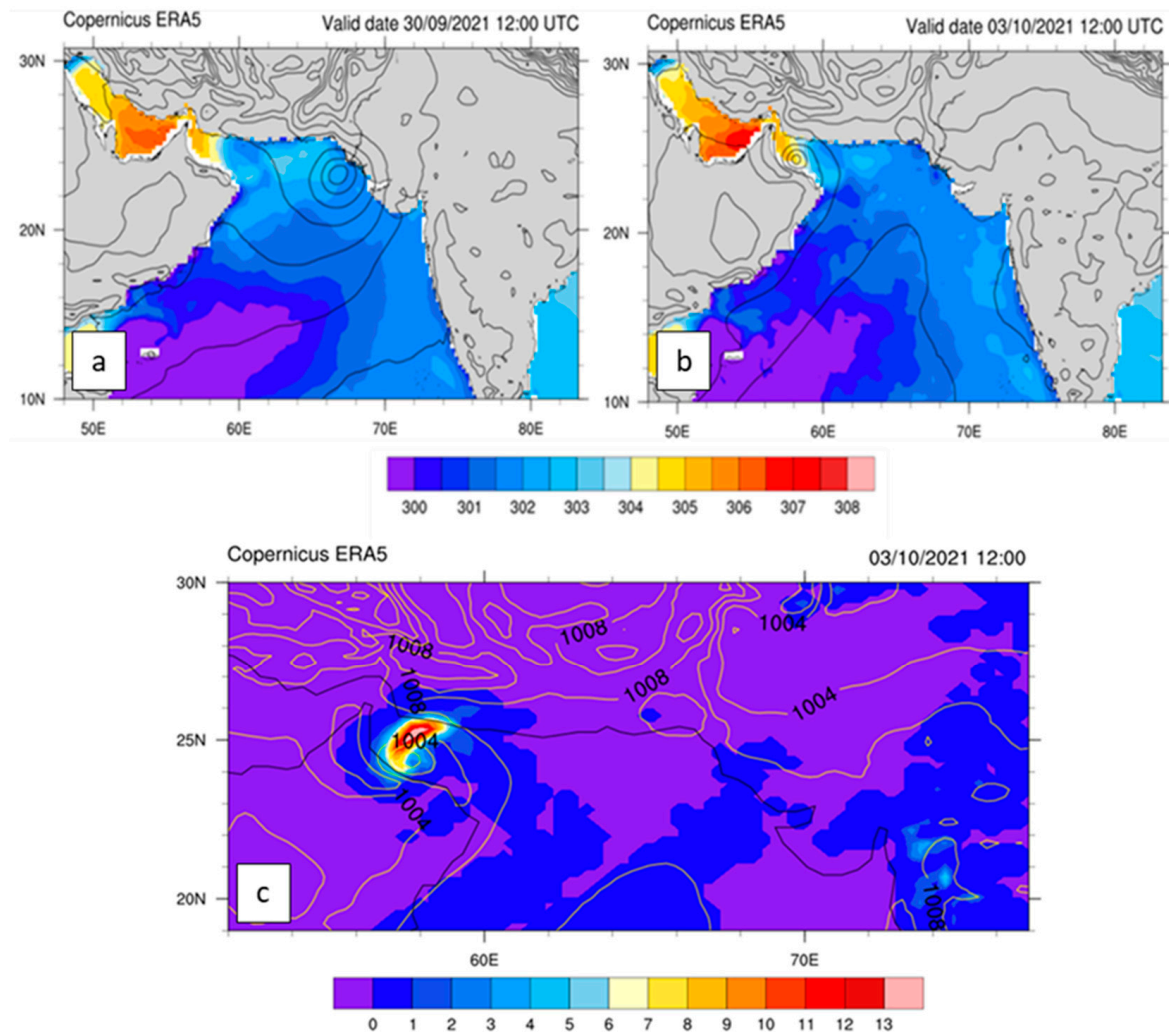 Copernicus ERA5 Valid date 30/09/2021 12:00 UTC
30N
20N
10N
50E 60E 70E 80E
a
Copernicus ERA5 Valid date 03/10/2021 12:00 UTC
30N
20N
10N
50E 60E 70E 80E
b
300 301 302 303 304 305 306 307 308
Copernicus ERA5 03/10/2021 12:00
30N
25N
20N
1008
1008
1008
1008
1004
1004
1004
1004
1008
60E 70E
c
0 1 2 3 4 5 6 7 8 9 10 11 12 13